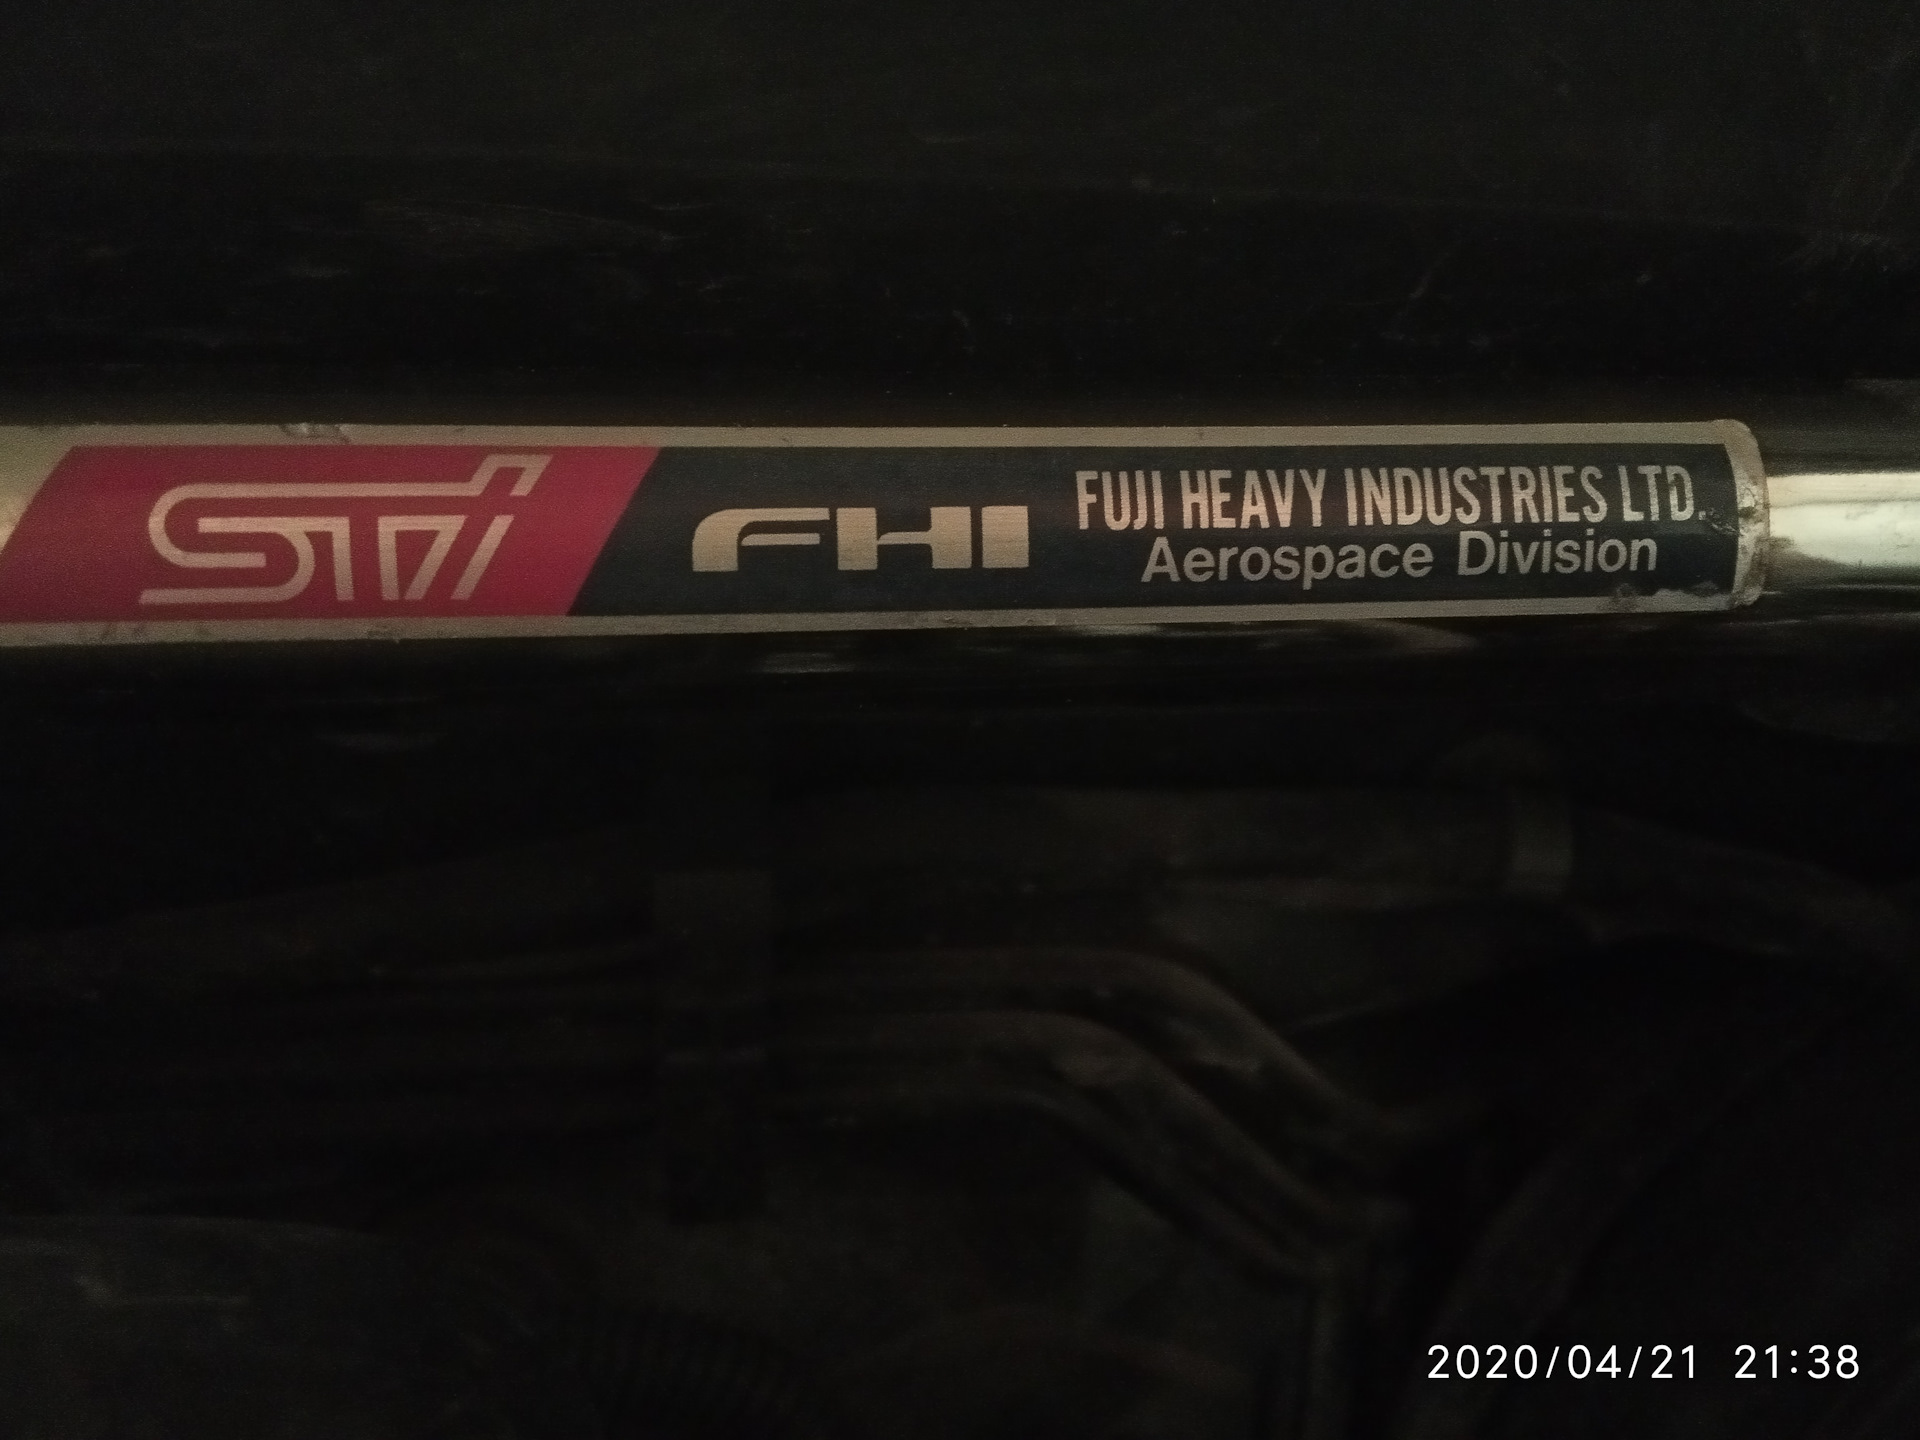 STi FHI FUJI HEAVY INDUSTRIES LTD.
Aerospace Division
2020/04/21 21:38